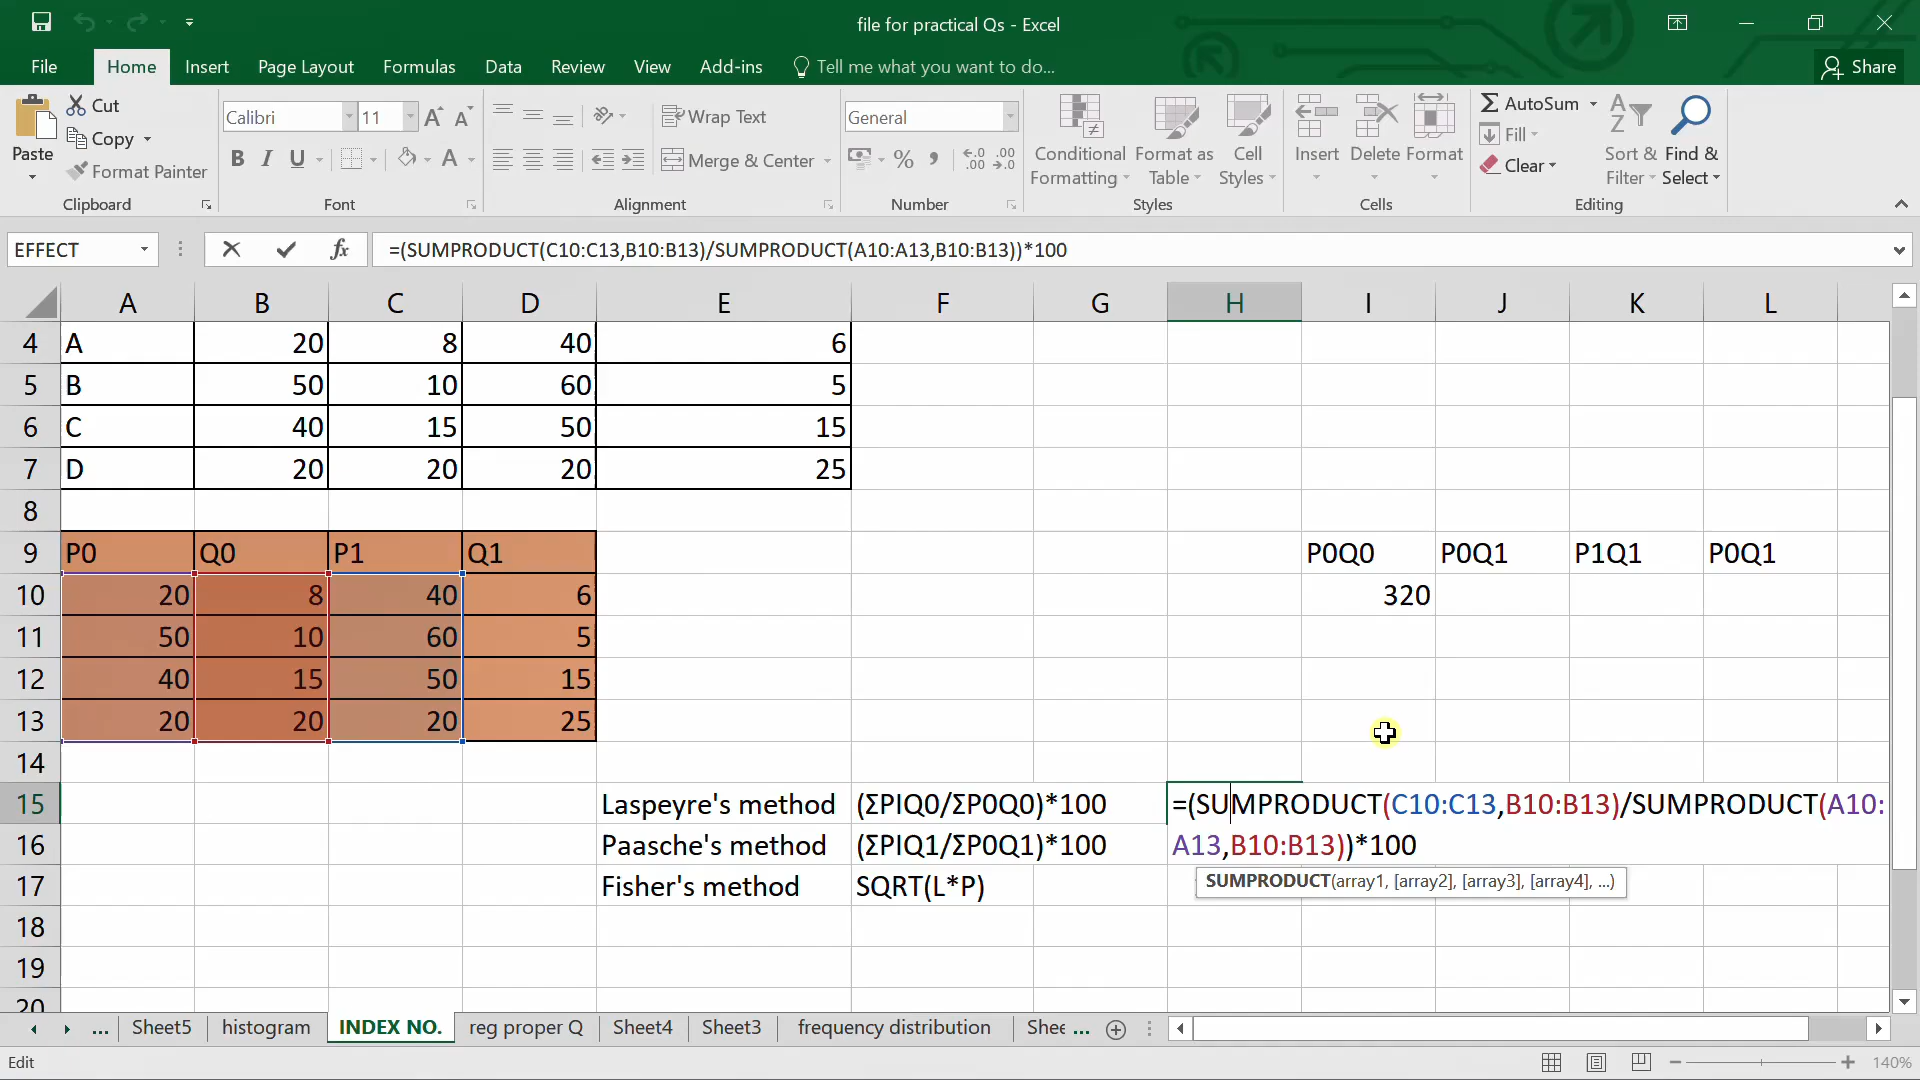 file for practical Qs - Excel
File Home Insert Page Layout Formulas Data Review View Add-ins Tell me what you want to do... Share
Paste Cut Copy Format Painter Clipboard
Calibri 11 A A B I U A Font
Wrap Text Merge & Center Alignment
General % , .00 .00 Number
Conditional Formatting Format as Table Cell Styles Styles
Insert Delete Format Cells
AutoSum Fill Clear Sort & Filter Find & Select Editing
EFFECT fx =(SUMPRODUCT(C10:C13,B10:B13)/SUMPRODUCT(A10:A13,B10:B13))*100
A B C D E F G H I J K L
4 A 20 8 40 6
5 B 50 10 60 5
6 C 40 15 50 15
7 D 20 20 20 25
8
9 P0 Q0 P1 Q1 P0Q0 P0Q1 P1Q1 P0Q1
10 20 8 40 6 320
11 50 10 60 5
12 40 15 50 15
13 20 20 20 25
14
15 Laspeyre's method (ΣPIQ0/ΣP0Q0)*100 =(SUMPRODUCT(C10:C13,B10:B13)/SUMPRODUCT(A10:
16 Paasche's method (ΣPIQ1/ΣP0Q1)*100 A13,B10:B13))*100
17 Fisher's method SQRT(L*P) SUMPRODUCT(array1, [array2], [array3], [array4], ...)
18
19
20
... Sheet5 histogram INDEX NO. reg proper Q Sheet4 Sheet3 frequency distribution Shee ...
Edit 140%